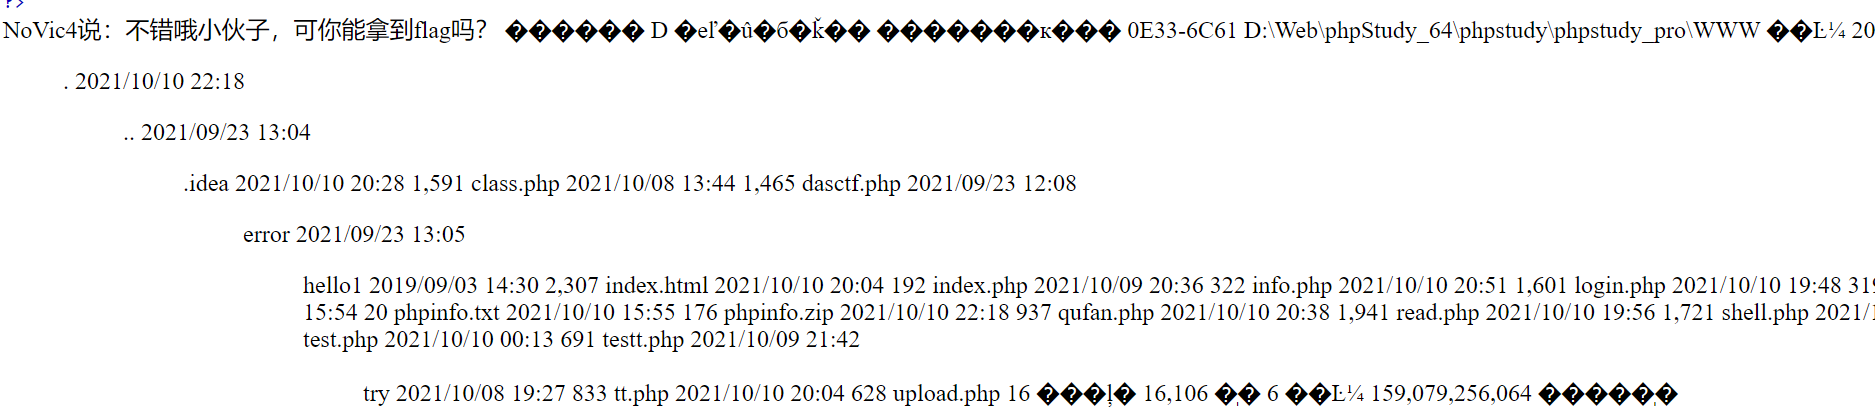 ?>
NoVic4说：不错哦小伙子，可你能拿到flag吗？ ������ D �eľ�û�б�ǩ�� �������к��� 0E33-6C61 D:\Web\phpStudy_64\phpstudy\phpstudy_pro\WWW ��Ŀ¼ 20
. 2021/10/10 22:18
.. 2021/09/23 13:04
.idea 2021/10/10 20:28 1,591 class.php 2021/10/08 13:44 1,465 dasctf.php 2021/09/23 12:08
error 2021/09/23 13:05
hello1 2019/09/03 14:30 2,307 index.html 2021/10/10 20:04 192 index.php 2021/10/09 20:36 322 info.php 2021/10/10 20:51 1,601 login.php 2021/10/10 19:48 319
15:54 20 phpinfo.txt 2021/10/10 15:55 176 phpinfo.zip 2021/10/10 22:18 937 qufan.php 2021/10/10 20:38 1,941 read.php 2021/10/10 19:56 1,721 shell.php 2021/1
test.php 2021/10/10 00:13 691 testt.php 2021/10/09 21:42
try 2021/10/08 19:27 833 tt.php 2021/10/10 20:04 628 upload.php 16 ���ļ� 16,106 �ֽ� 6 ��Ŀ¼ 159,079,256,064 �����ֽ�